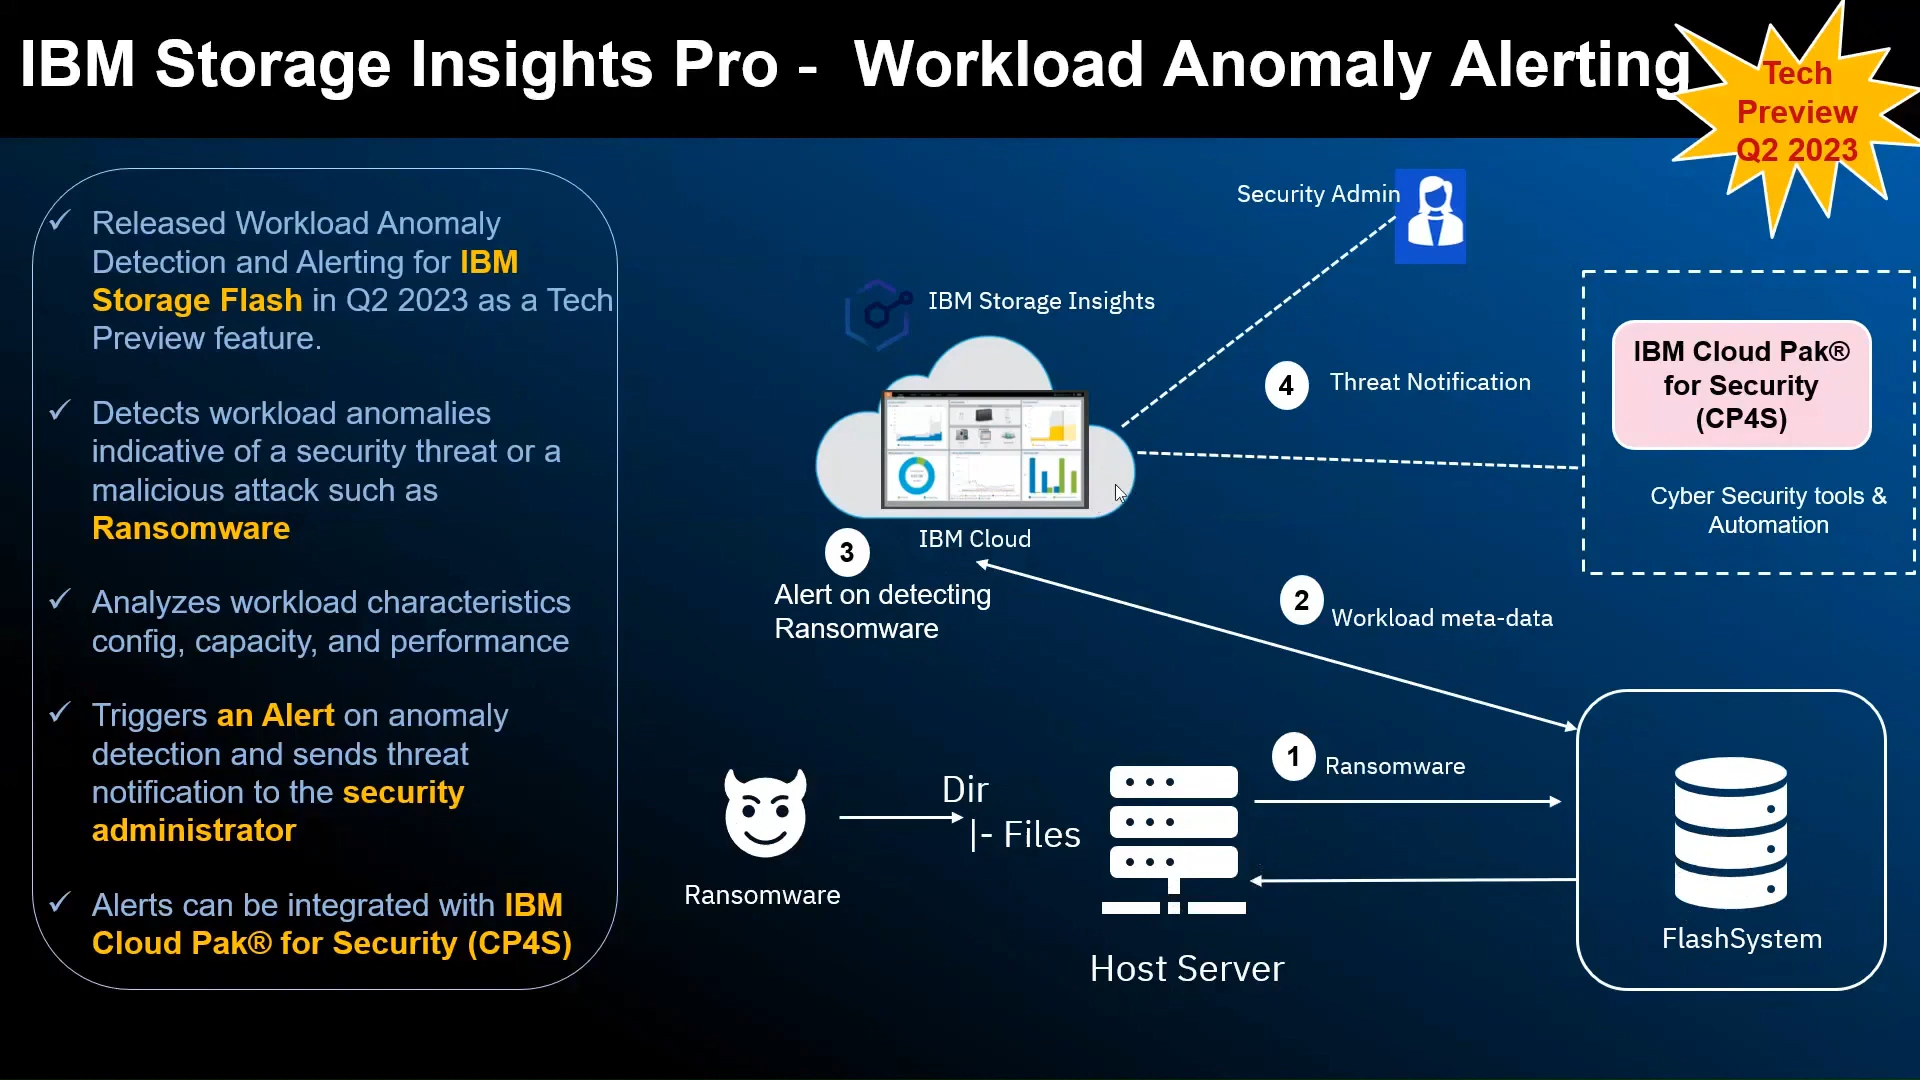 IBM Storage Insights Pro - Workload Anomaly Alerting
Tech
Preview
Q2 2023
✓ Released Workload Anomaly
Detection and Alerting for IBM
Storage Flash in Q2 2023 as a Tech
Preview feature.
✓ Detects workload anomalies
indicative of a security threat or a
malicious attack such as
Ransomware
✓ Analyzes workload characteristics
config, capacity, and performance
✓ Triggers an Alert on anomaly
detection and sends threat
notification to the security
administrator
✓ Alerts can be integrated with IBM
Cloud Pak® for Security (CP4S)
Security Admin
IBM Storage Insights
4 Threat Notification
IBM Cloud Pak®
for Security
(CP4S)
Cyber Security tools &
Automation
IBM Cloud
3
Alert on detecting
Ransomware
2 Workload meta-data
1 Ransomware
Dir
|- Files
Ransomware
Host Server
FlashSystem